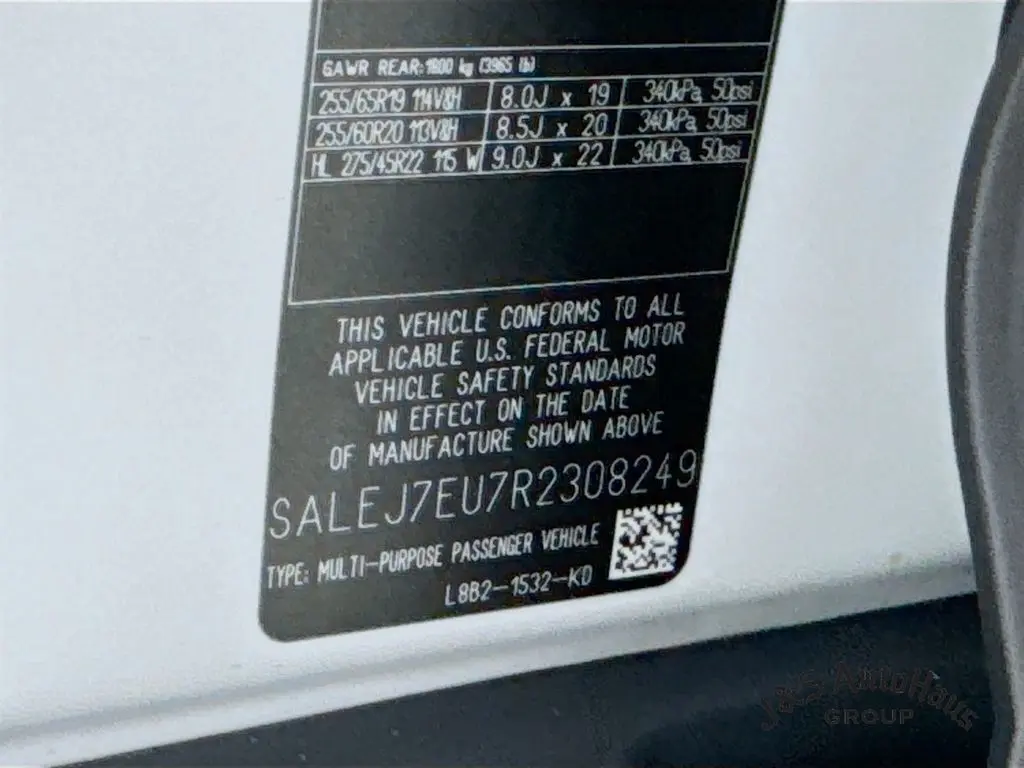 GAWR REAR: 1800 kg (3965 lb)
255/65R19 114V&H 8.0J x 19 340kPa, 50psi
255/60R20 113V&H 8.5J x 20 340kPa, 50psi
HL 275/45R22 115 W 9.0J x 22 340kPa, 50psi
THIS VEHICLE CONFORMS TO ALL
APPLICABLE U.S. FEDERAL MOTOR
VEHICLE SAFETY STANDARDS
IN EFFECT ON THE DATE
OF MANUFACTURE SHOWN ABOVE
SALEJ7EU7R2308249
TYPE: MULTI-PURPOSE PASSENGER VEHICLE
L8B2-1532-KD
J&S AutoHaus
GROUP